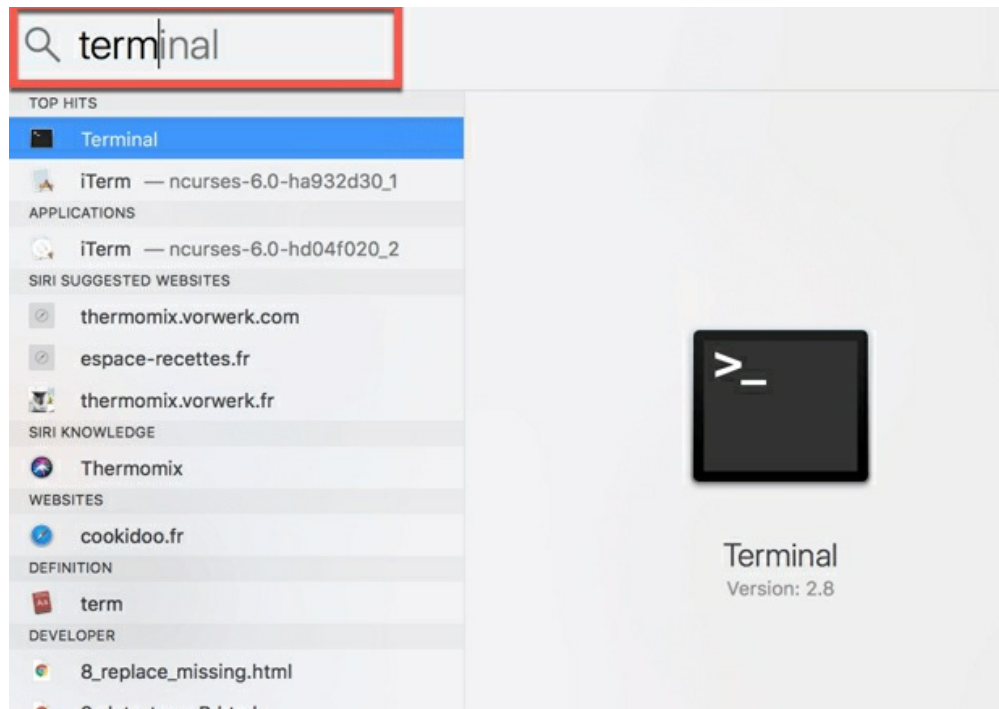 terminal
TOP HITS
Terminal
iTerm — ncurses-6.0-ha932d30_1
APPLICATIONS
iTerm — ncurses-6.0-hd04f020_2
SIRI SUGGESTED WEBSITES
thermomix.vorwerk.com
espace-recettes.fr
thermomix.vorwerk.fr
SIRI KNOWLEDGE
Thermomix
WEBSITES
cookidoo.fr
DEFINITION
term
DEVELOPER
8_replace_missing.html
>_
Terminal
Version: 2.8